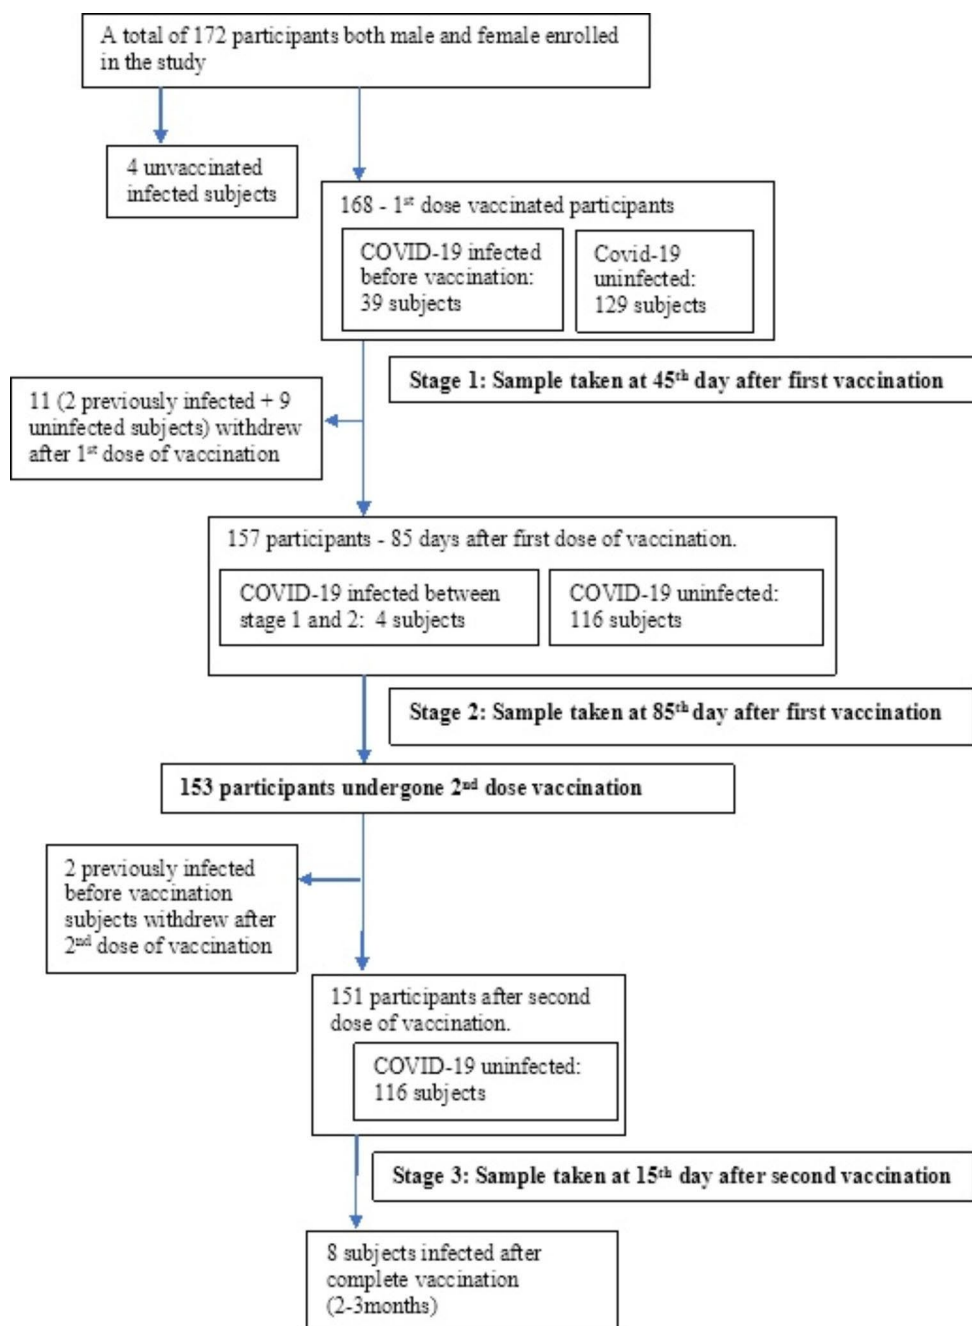 A total of 172 participants both male and female enrolled
in the study
4 unvaccinated
infected subjects
168 - 1st dose vaccinated participants
COVID-19 infected
before vaccination:
39 subjects
Covid-19
uninfected:
129 subjects
Stage 1: Sample taken at 45th day after first vaccination
11 (2 previously infected + 9
uninfected subjects) withdrew
after 1st dose of vaccination
157 participants - 85 days after first dose of vaccination.
COVID-19 infected between
stage 1 and 2: 4 subjects
COVID-19 uninfected:
116 subjects
Stage 2: Sample taken at 85th day after first vaccination
153 participants undergone 2nd dose vaccination
2 previously infected
before vaccination
subjects withdrew after
2nd dose of vaccination
151 participants after second
dose of vaccination.
COVID-19 uninfected:
116 subjects
Stage 3: Sample taken at 15th day after second vaccination
8 subjects infected after
complete vaccination
(2-3months)